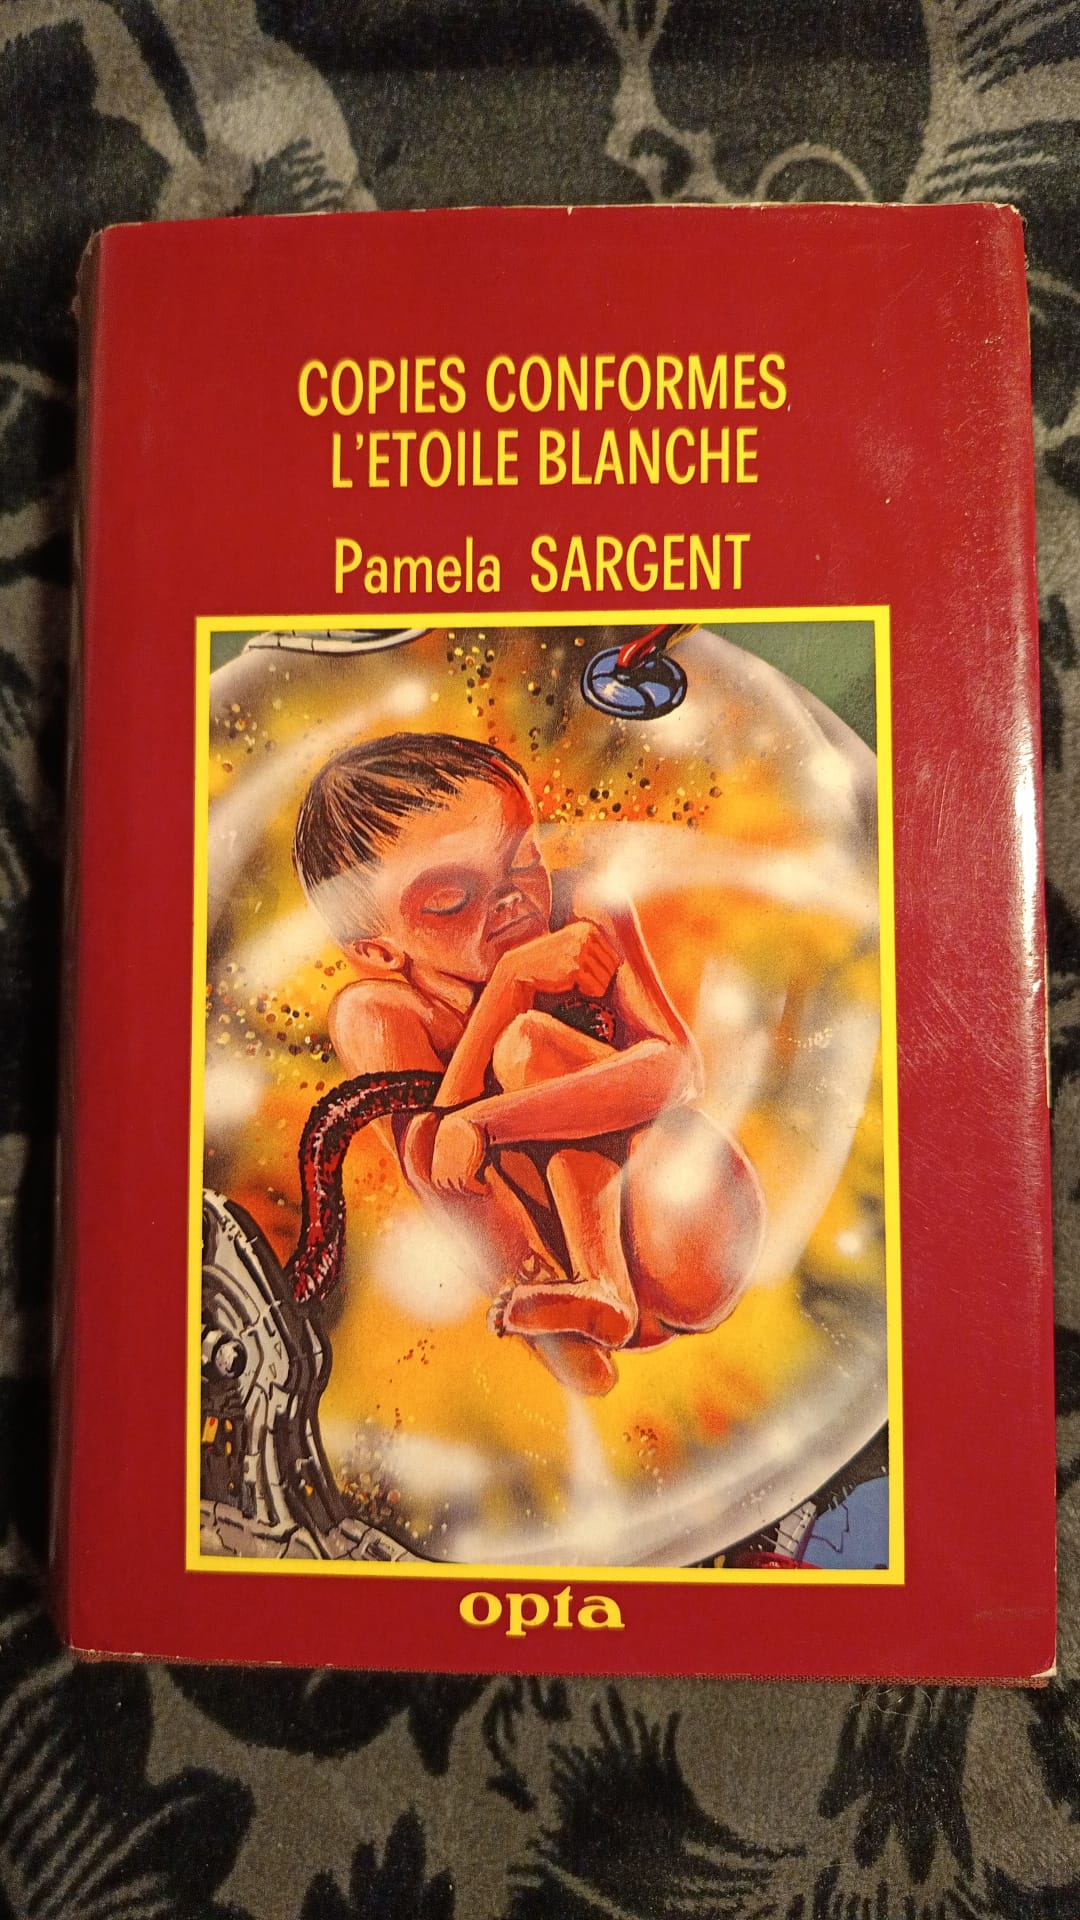 COPIES CONFORMES
L'ETOILE BLANCHE
Pamela SARGENT
opta